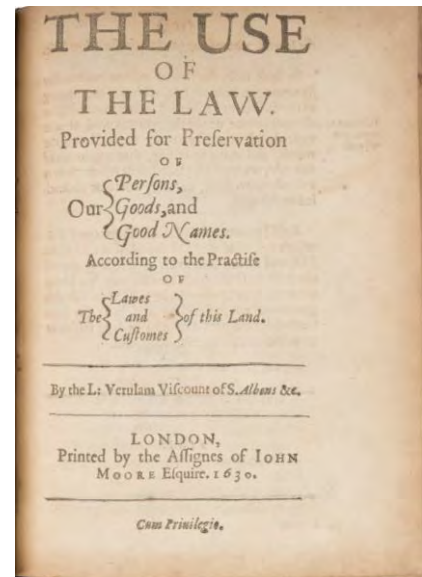 THE USE
OF
THE LAW.
Provided for Preſervation
OF
Our { Perſons,
Goods, and
Good Names.
According to the Practiſe
OF
The { Lawes
and
Cuſtomes } of this Land.
By the L: Verulam Viſcount of S. Albons &c.
LONDON,
Printed by the Aſſignes of IOHN
MOORE Eſquire. 1630.
Cum Priuilegio.